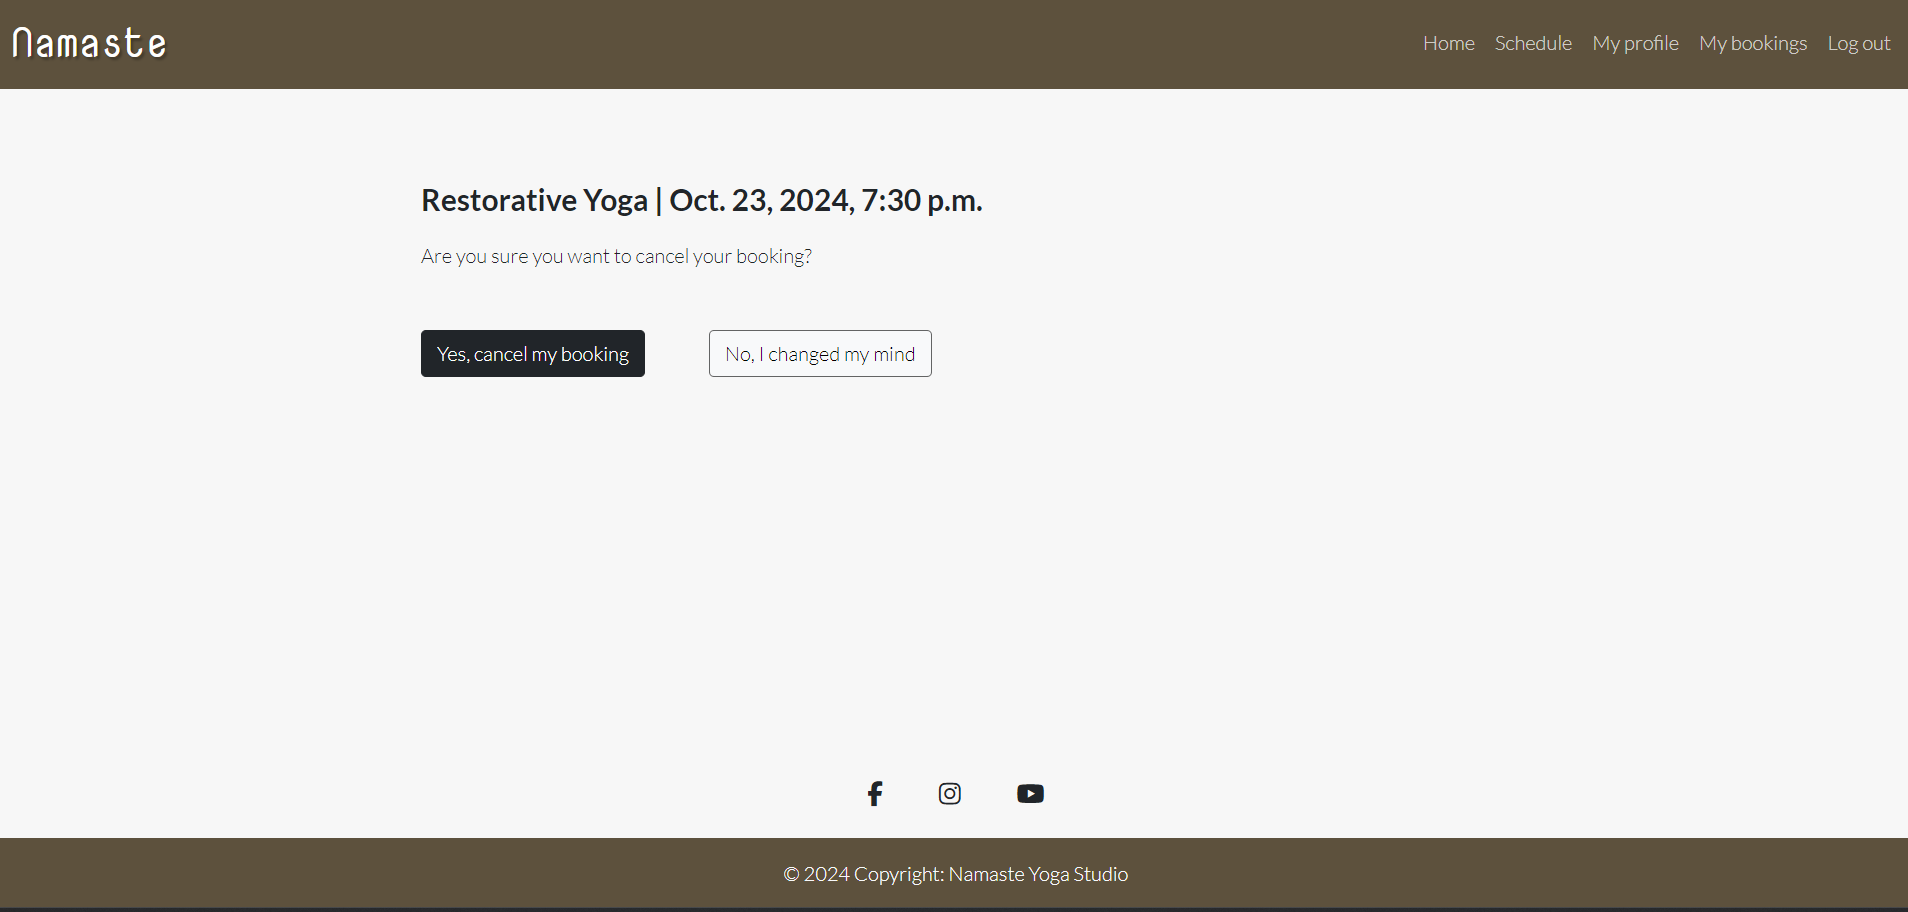 Namaste
Home Schedule My profile My bookings Log out
Restorative Yoga | Oct. 23, 2024, 7:30 p.m.
Are you sure you want to cancel your booking?
Yes, cancel my booking No, I changed my mind
© 2024 Copyright: Namaste Yoga Studio